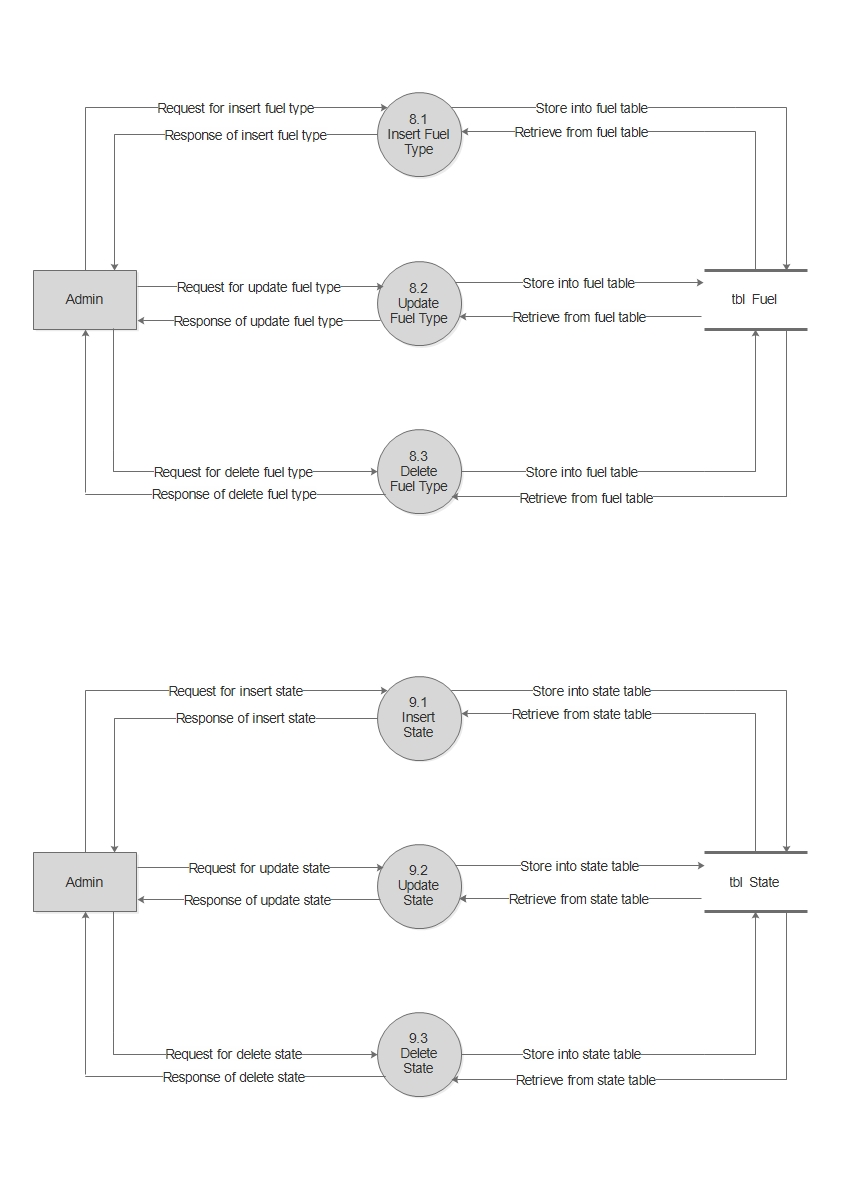 Request for insert fuel type
8.1
Insert Fuel
Type
Store into fuel table
Response of insert fuel type
Retrieve from fuel table
Admin
Request for update fuel type
8.2
Update
Fuel Type
Store into fuel table
tbl Fuel
Response of update fuel type
Retrieve from fuel table
Request for delete fuel type
8.3
Delete
Fuel Type
Store into fuel table
Response of delete fuel type
Retrieve from fuel table
Request for insert state
9.1
Insert
State
Store into state table
Response of insert state
Retrieve from state table
Admin
Request for update state
9.2
Update
State
Store into state table
tbl State
Response of update state
Retrieve from state table
Request for delete state
9.3
Delete
State
Store into state table
Response of delete state
Retrieve from state table